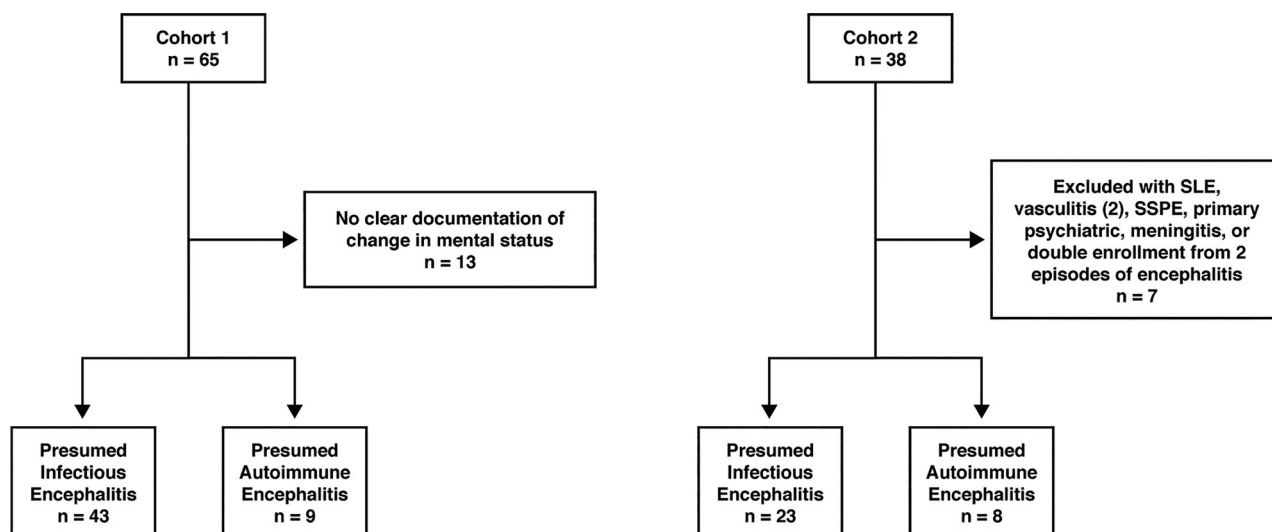 Cohort 1
n = 65
No clear documentation of
change in mental status
n = 13
Presumed
Infectious
Encephalitis
n = 43
Presumed
Autoimmune
Encephalitis
n = 9
Cohort 2
n = 38
Excluded with SLE,
vasculitis (2), SSPE, primary
psychiatric, meningitis, or
double enrollment from 2
episodes of encephalitis
n = 7
Presumed
Infectious
Encephalitis
n = 23
Presumed
Autoimmune
Encephalitis
n = 8